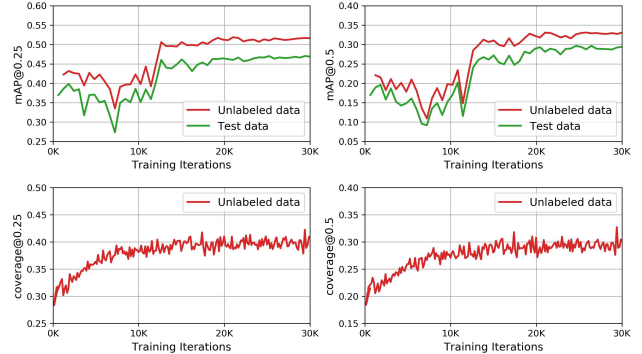 0.60
0.55
0.50
0.45
0.40
0.35
0.30
0.25
mAP@0.25
Unlabeled data
Test data
0K 10K 20K 30K
Training Iterations
0.40
0.35
0.30
0.25
0.20
0.15
0.10
0.05
mAP@0.5
Unlabeled data
Test data
0K 10K 20K 30K
Training Iterations
0.50
0.45
0.40
0.35
0.30
0.25
coverage@0.25
Unlabeled data
0K 10K 20K 30K
Training Iterations
0.40
0.35
0.30
0.25
0.20
0.15
coverage@0.5
Unlabeled data
0K 10K 20K 30K
Training Iterations